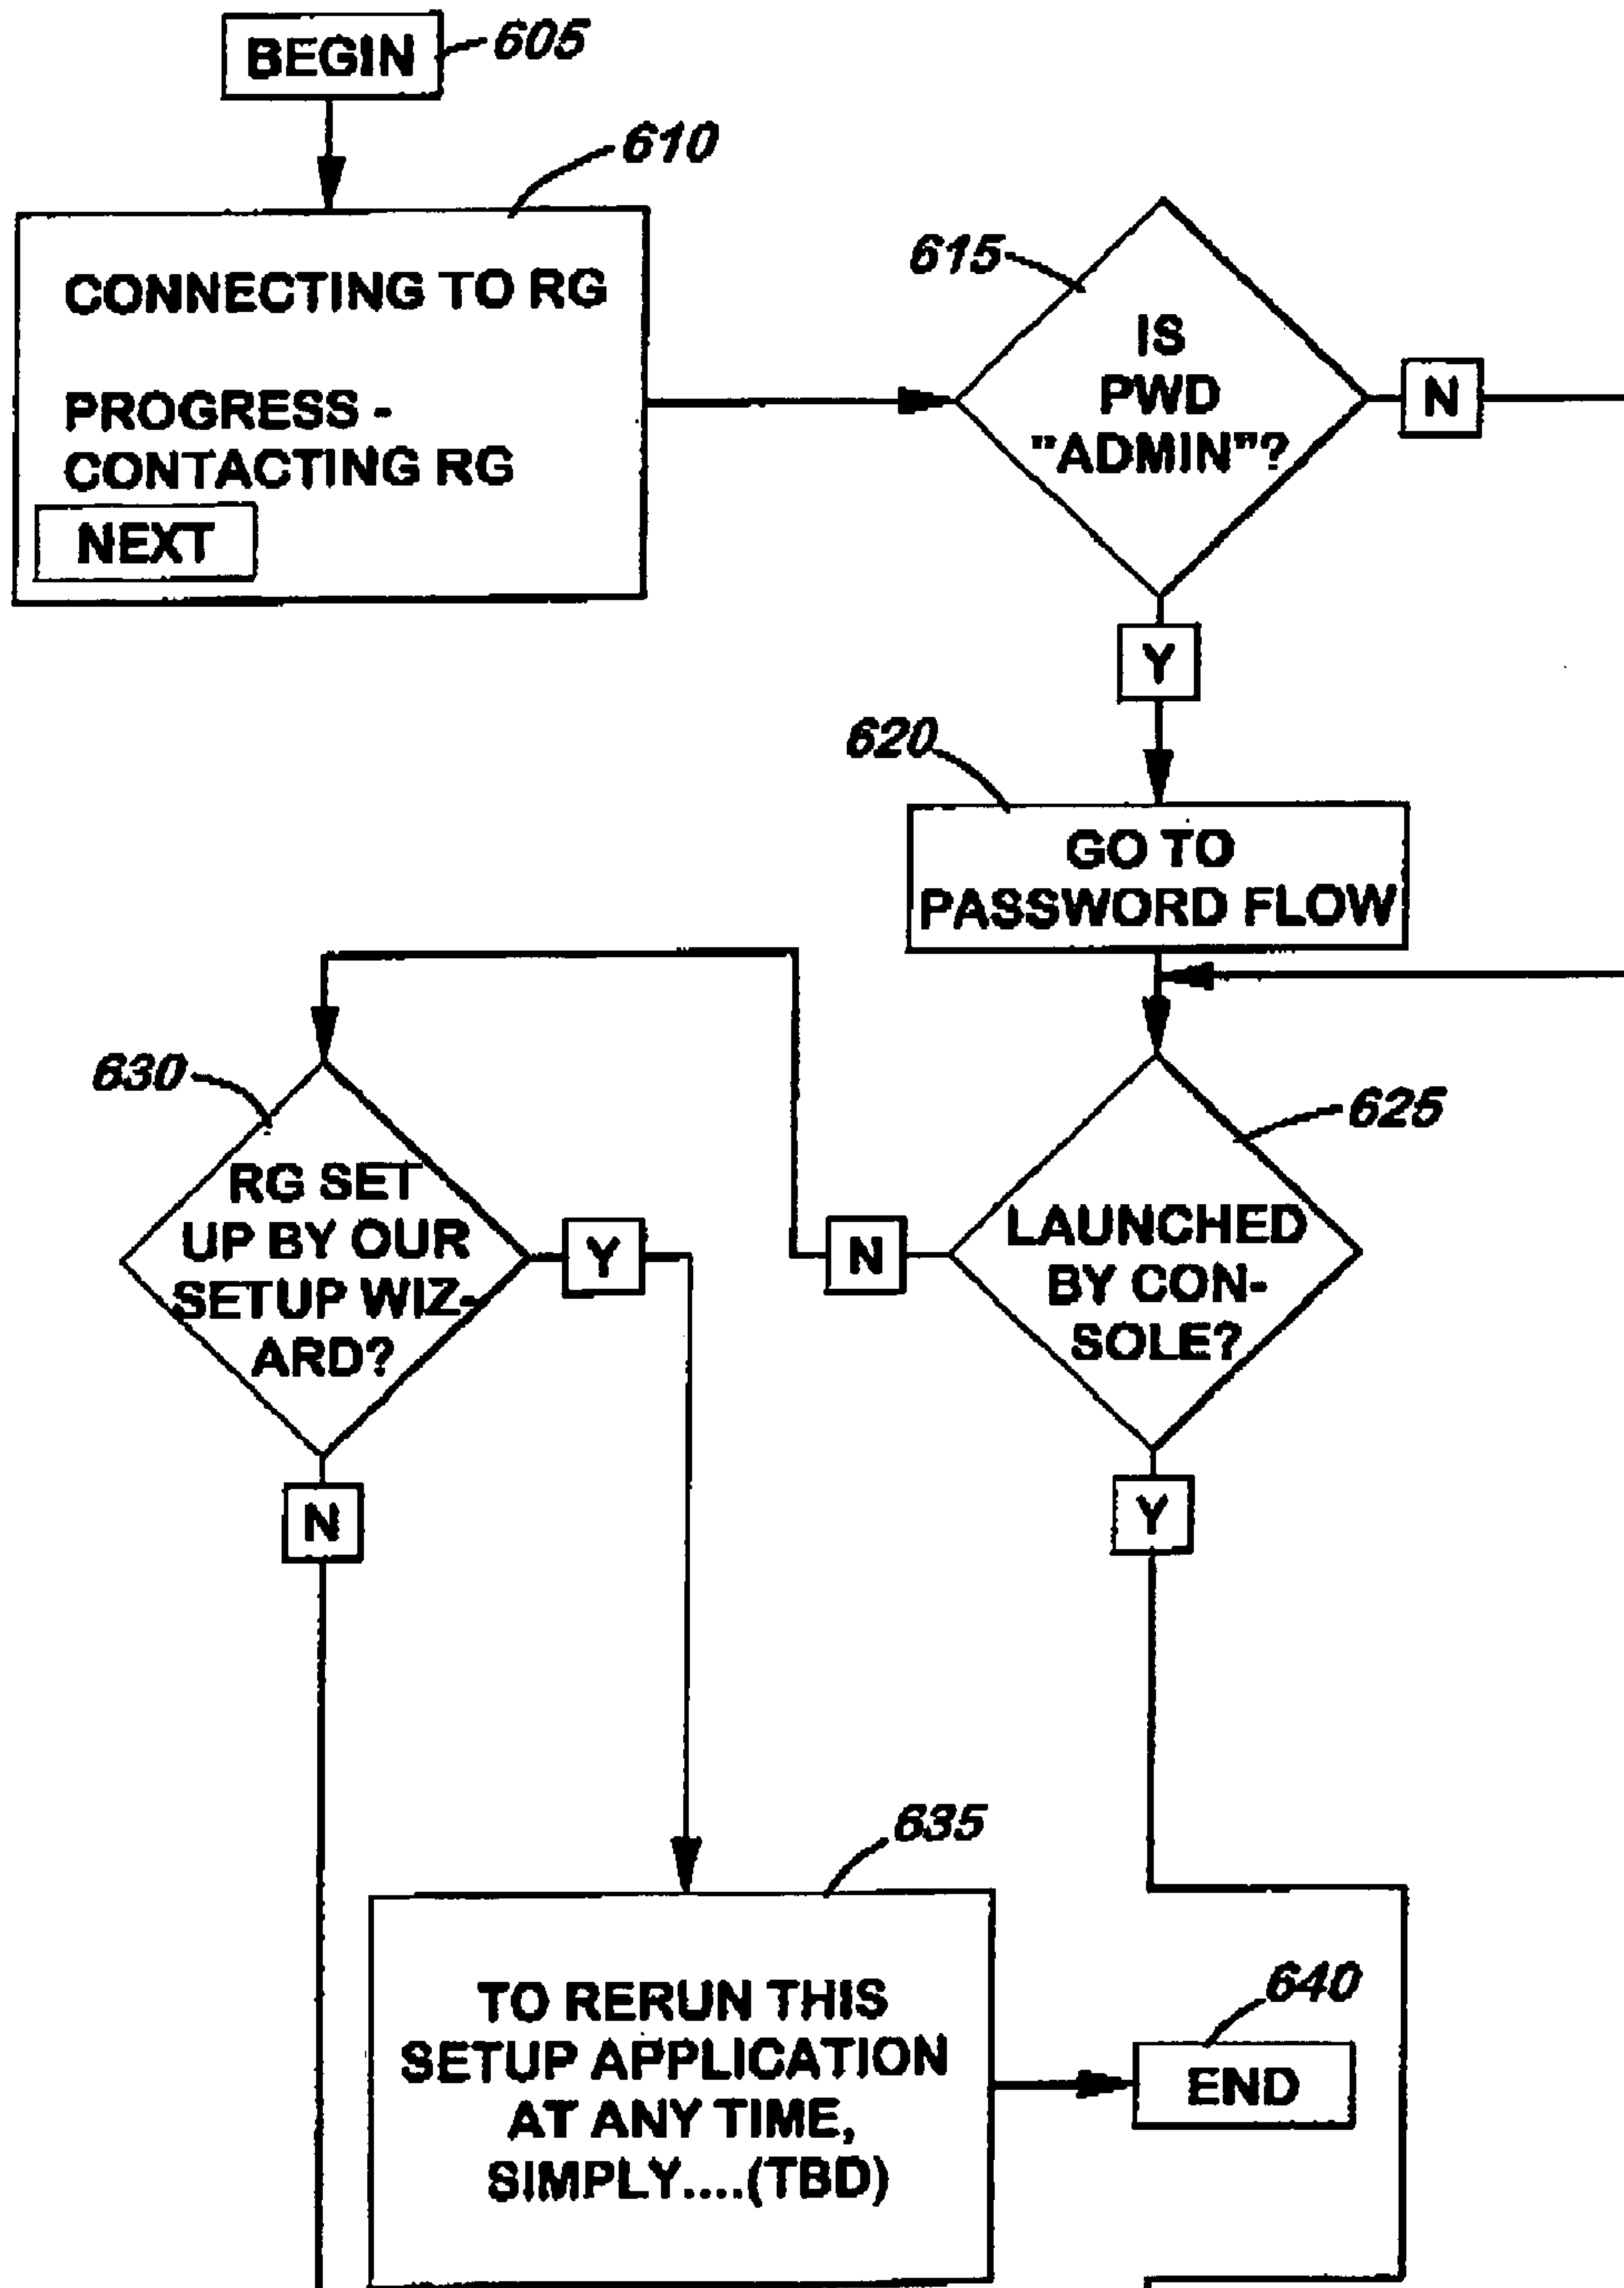 BEGIN
605
610
CONNECTING TO RG
PROGRESS -
CONTACTING RG
NEXT
615
IS
PWD
"ADMIN"?
N
Y
620
GO TO
PASSWORD FLOW
630
RG SET
UP BY OUR
SETUP WIZ-
ARD?
Y
N
625
LAUNCHED
BY CON-
SOLE?
N
Y
635
TO RERUN THIS
SETUP APPLICATION
AT ANY TIME,
SIMPLY....(TBD)
640
END